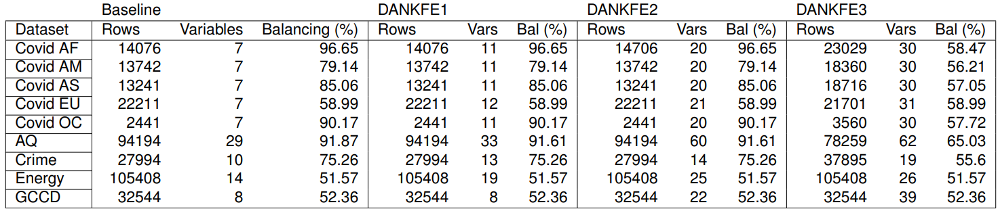 Baseline DANKFE1 DANKFE2 DANKFE3
Dataset Rows Variables Balancing (%) Rows Vars Bal (%) Rows Vars Bal (%) Rows Vars Bal (%)
Covid AF 14076 7 96.65 14076 11 96.65 14706 20 96.65 23029 30 58.47
Covid AM 13742 7 79.14 13742 11 79.14 13742 20 79.14 18360 30 56.21
Covid AS 13241 7 85.06 13241 11 85.06 13241 20 85.06 18716 30 57.05
Covid EU 22211 7 58.99 22211 12 58.99 22211 21 58.99 21701 31 58.99
Covid OC 2441 7 90.17 2441 11 90.17 2441 20 90.17 3560 30 57.72
AQ 94194 29 91.87 94194 33 91.61 94194 60 91.61 78259 62 65.03
Crime 27994 10 75.26 27994 13 75.26 27994 14 75.26 37895 19 55.6
Energy 105408 14 51.57 105408 19 51.57 105408 25 51.57 105408 26 51.57
GCCD 32544 8 52.36 32544 8 52.36 32544 22 52.36 32544 39 52.36